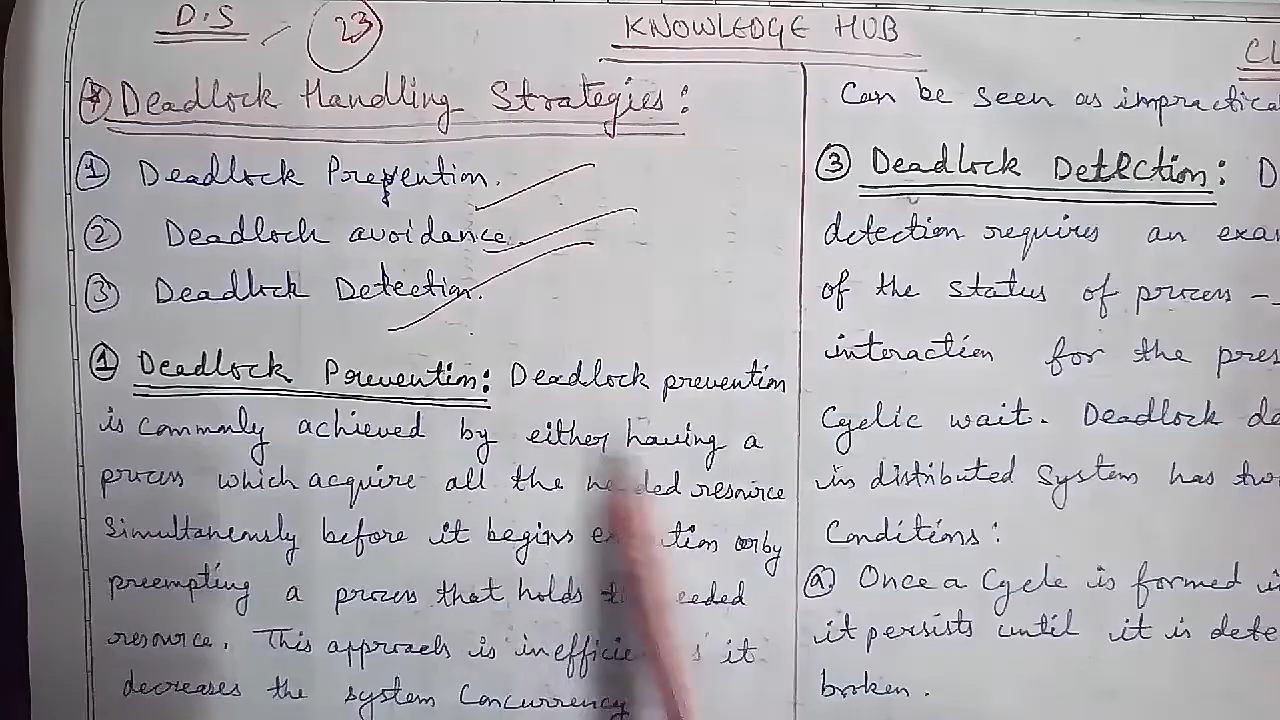 D.S
23
KNOWLEDGE HUB
CL
* Deadlock Handling Strategies:
① Deadlock Prevention.
② Deadlock avoidance.
③ Deadlock Detection.
① Deadlock Prevention: Deadlock prevention
is commonly achieved by either having a
process which acquire all the needed resource
Simultaneously before it begins or by
preempting a process that holds
resource. This approach is it
decreases the system Concurrency
Can be seen as
③ Deadlock Detection: D
detection requires an
of the status of process -
interaction for the
Cyclic wait. Deadlock
in distributed System has
Conditions:
ⓐ Once a Cycle is formed
it persists until it is
broken.